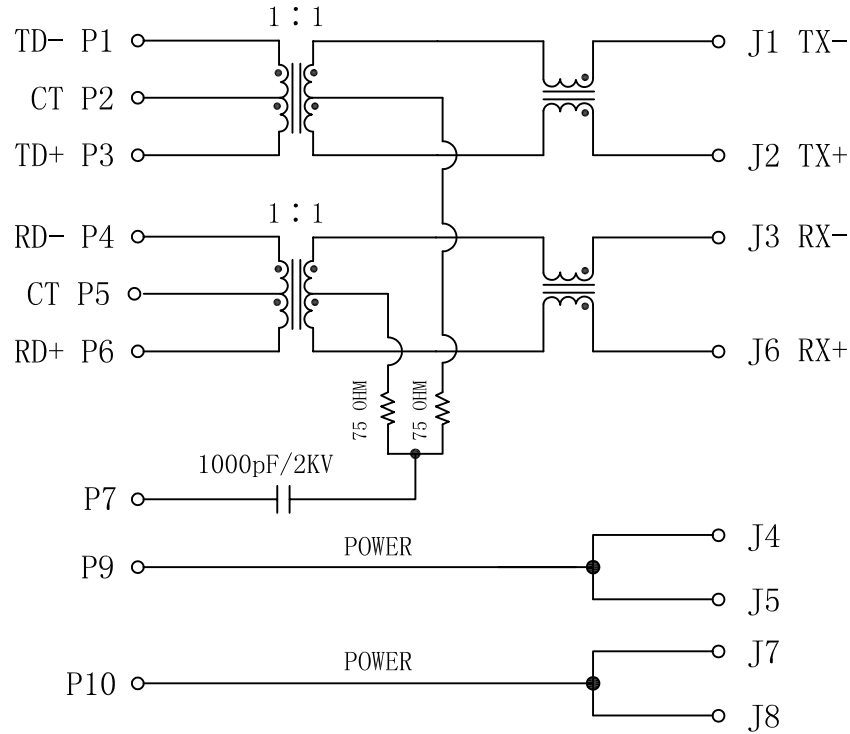 1 : 1
TD- P1
J1 TX-
CT P2
TD+ P3
J2 TX+
1 : 1
RD- P4
J3 RX-
CT P5
RD+ P6
J6 RX+
75 OHM
75 OHM
1000pF/2KV
P7
POWER
J4
P9
J5
POWER
J7
P10
J8